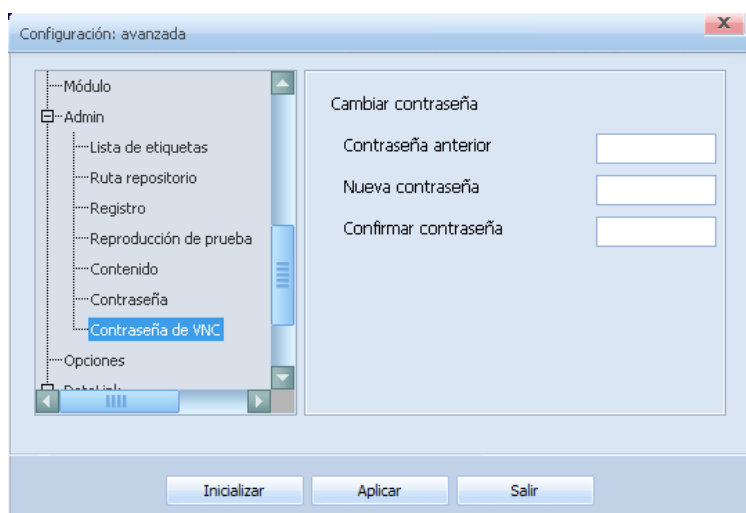 Configuración: avanzada
x
Módulo
Admin
Lista de etiquetas
Ruta repositorio
Registro
Reproducción de prueba
Contenido
Contraseña
Contraseña de VNC
Opciones
DataLink
Cambiar contraseña
Contraseña anterior
Nueva contraseña
Confirmar contraseña
Inicializar
Aplicar
Salir